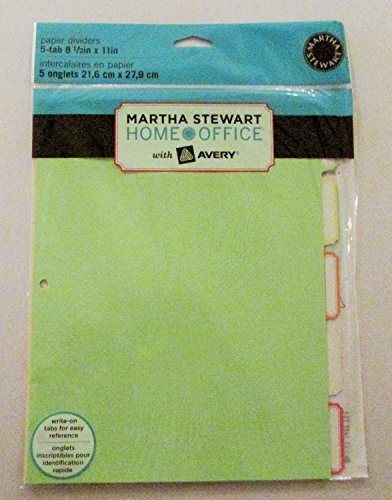 paper dividers
5-tab 8 1/2in x 11in
intercalaires en papier
5 onglets 21,6 cm x 27,9 cm
MARTHA
STEWART
MARTHA STEWART
HOME OFFICE™
with AVERY®
write-on
tabs for easy
reference
onglets
inscriptibles pour
identification
rapide